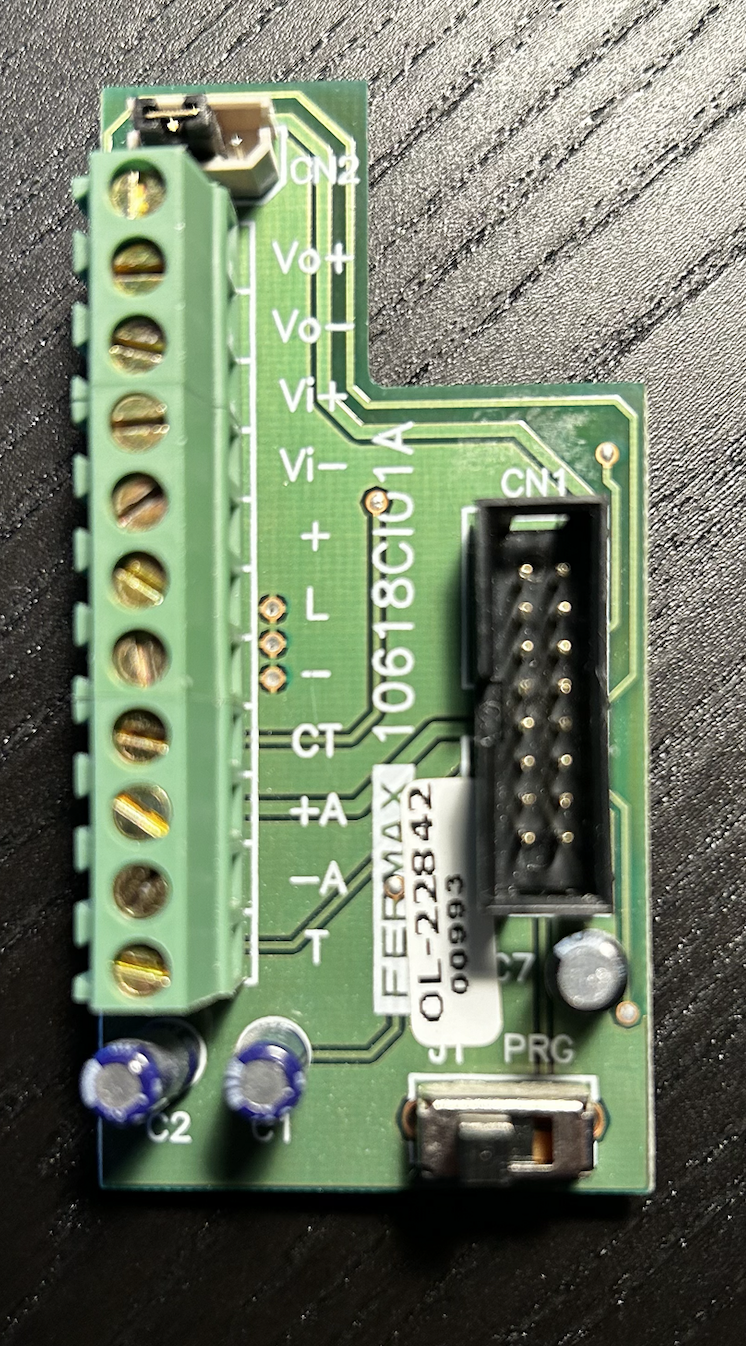 CN2
Vo+
Vo-
Vi+
Vi-
+
L
-
CT
+A
-A
T
10618CI01A
CN1
FERMAX
OL-22842
00993
C7
J1 PRG
C2
C1